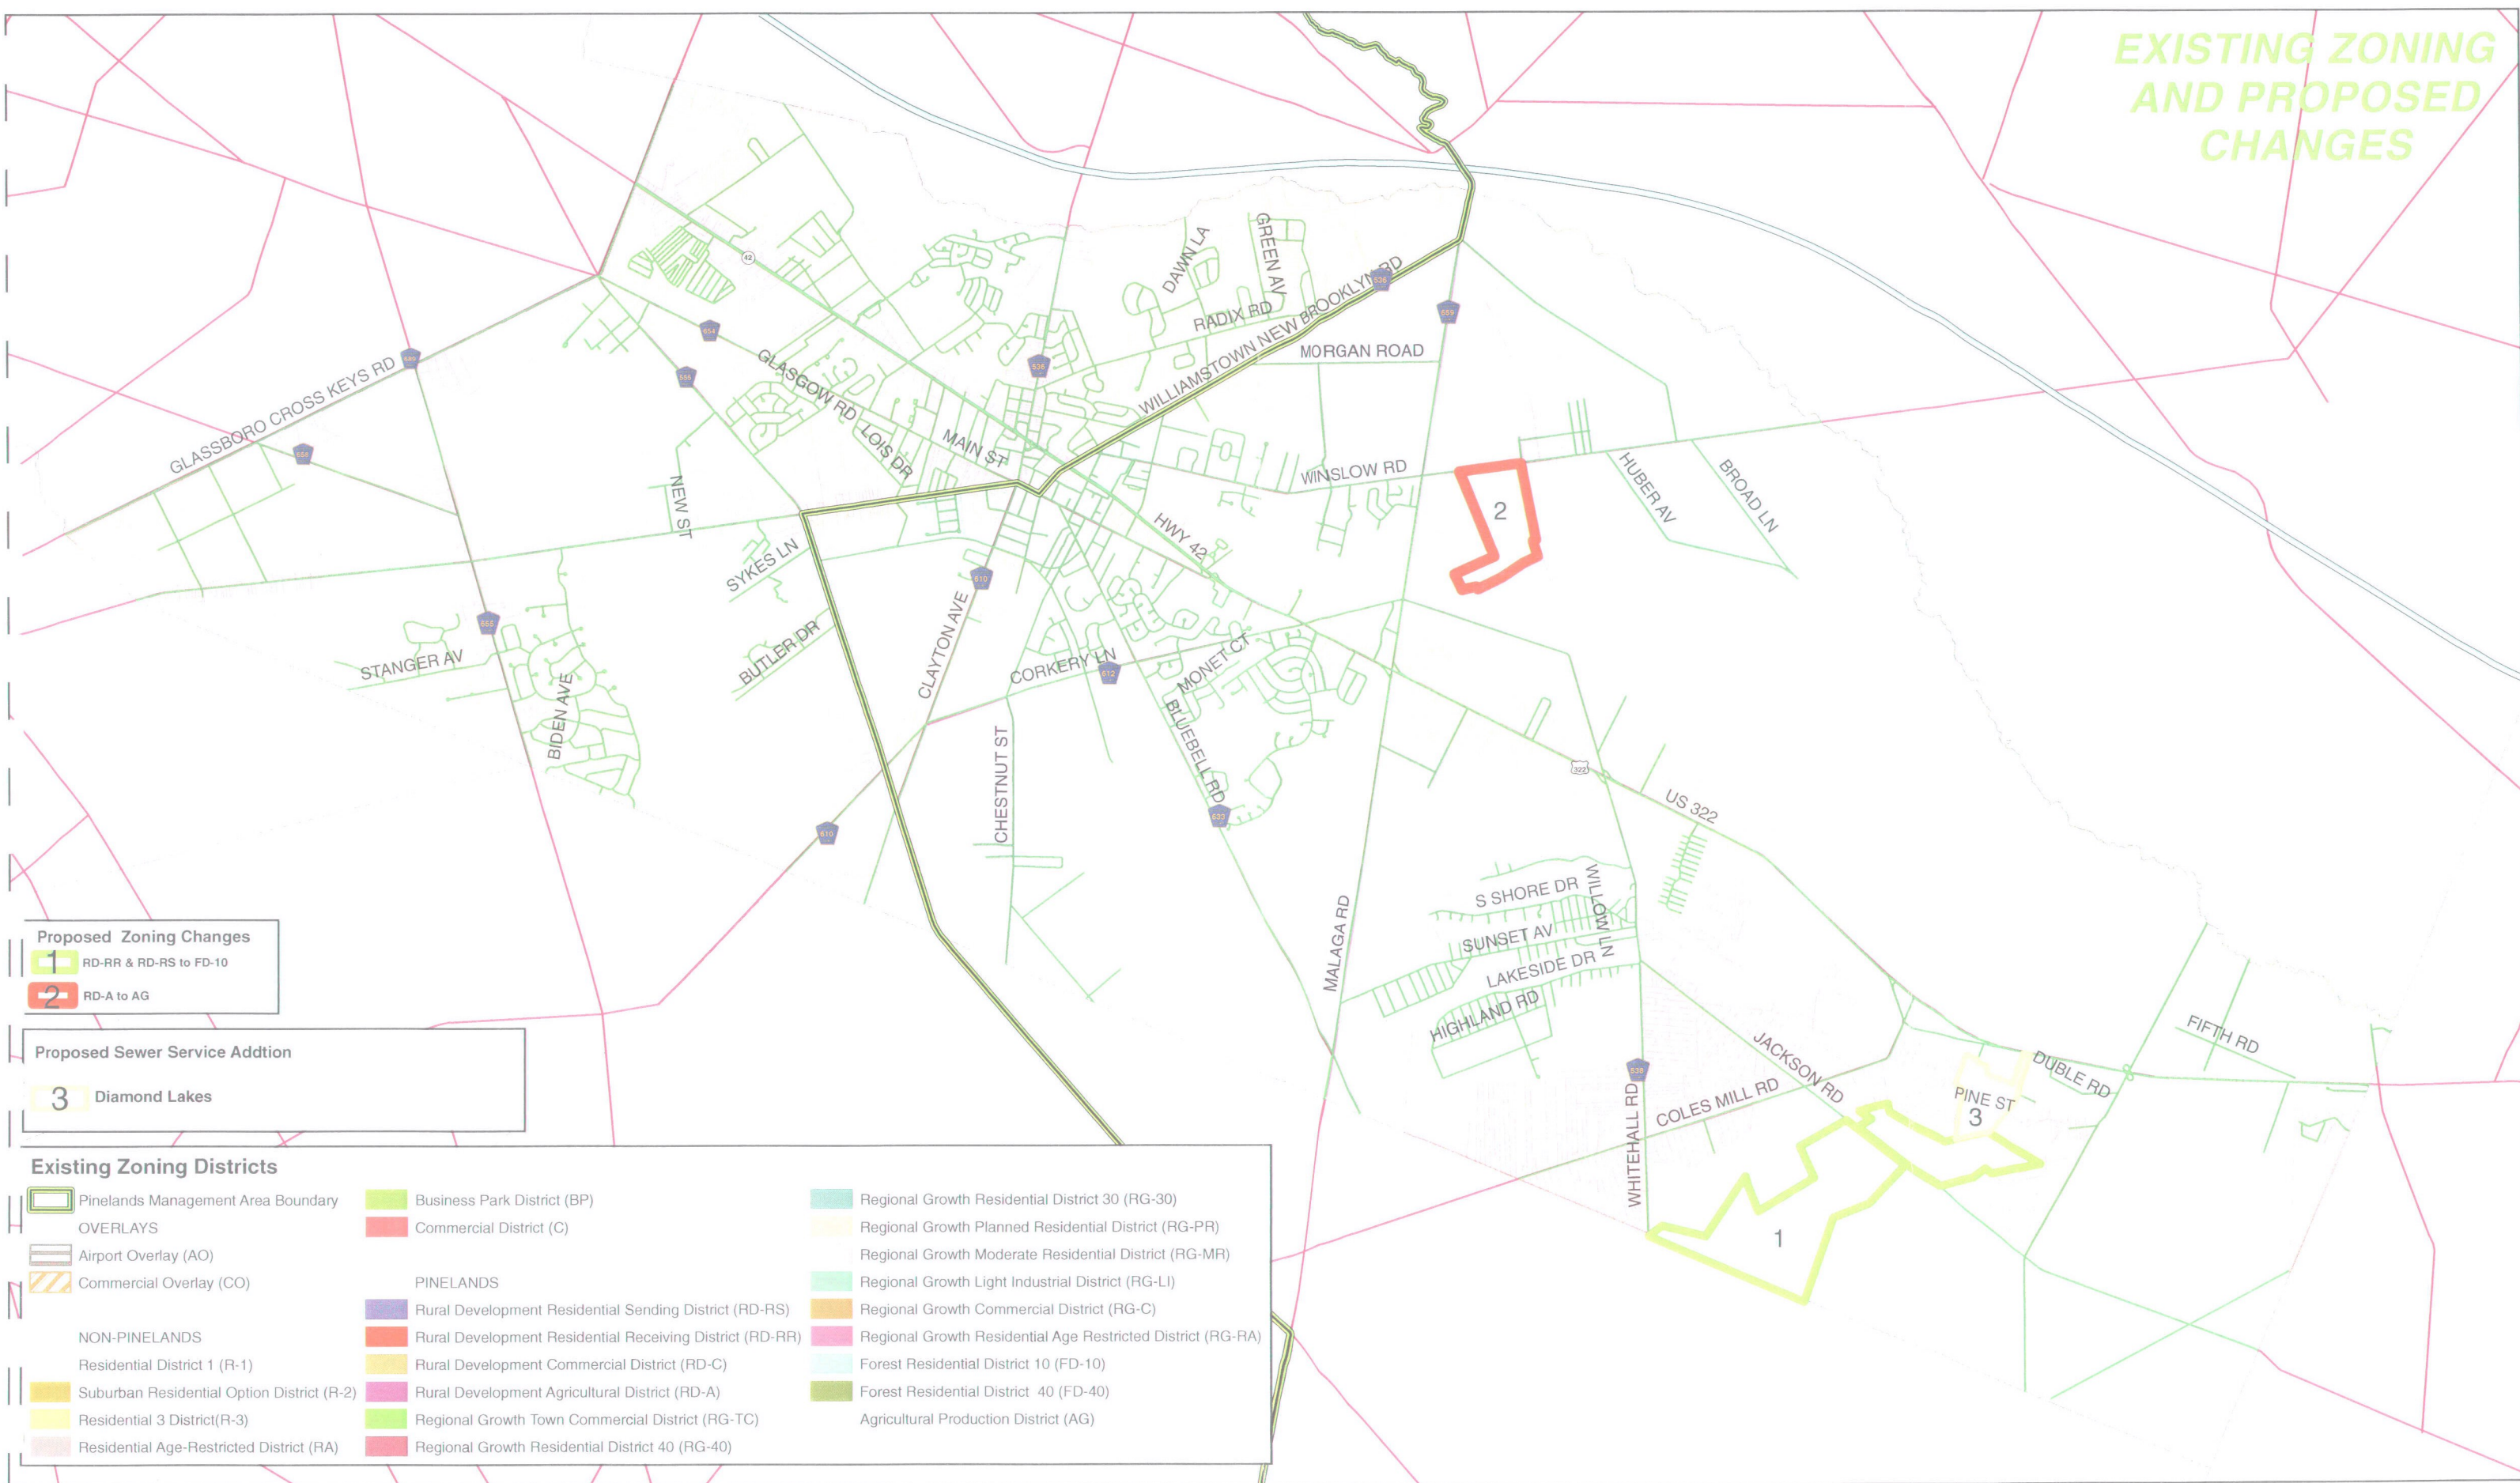 EXISTING ZONING
AND PROPOSED
CHANGES
42
DAWN LA
GREEN AV
RADIX RD
WILLIAMSTOWN NEW BROOKLYN RD
536
689
MORGAN ROAD
654
536
GLASSBORO CROSS KEYS RD
GLASGOW RD
LOIS DR
MAIN ST
NEW ST
WINSLOW RD
HUBER AV
BROAD LN
2
HWY 42
SYKES LN
610
STANGER AV
BUTLER DR
BIDEN AVE
CLAYTON AVE
CORKERY LN
612
MONET CT
BLUEBELL RD
633
CHESTNUT ST
610
322
US 322
MALAGA RD
S SHORE DR
WILLOW LN
SUNSET AV
LAKESIDE DR
HIGHLAND RD
538
WHITEHALL RD
JACKSON RD
COLES MILL RD
FIFTH RD
DUBLE RD
PINE ST
3
1
Proposed Zoning Changes
1 RD-RR & RD-RS to FD-10
2 RD-A to AG
Proposed Sewer Service Addtion
3 Diamond Lakes
Existing Zoning Districts
Pinelands Management Area Boundary
OVERLAYS
Airport Overlay (AO)
Commercial Overlay (CO)
NON-PINELANDS
Residential District 1 (R-1)
Suburban Residential Option District (R-2)
Residential 3 District(R-3)
Residential Age-Restricted District (RA)
Business Park District (BP)
Commercial District (C)
PINELANDS
Rural Development Residential Sending District (RD-RS)
Rural Development Residential Receiving District (RD-RR)
Rural Development Commercial District (RD-C)
Rural Development Agricultural District (RD-A)
Regional Growth Town Commercial District (RG-TC)
Regional Growth Residential District 40 (RG-40)
Regional Growth Residential District 30 (RG-30)
Regional Growth Planned Residential District (RG-PR)
Regional Growth Moderate Residential District (RG-MR)
Regional Growth Light Industrial District (RG-LI)
Regional Growth Commercial District (RG-C)
Regional Growth Residential Age Restricted District (RG-RA)
Forest Residential District 10 (FD-10)
Forest Residential District 40 (FD-40)
Agricultural Production District (AG)